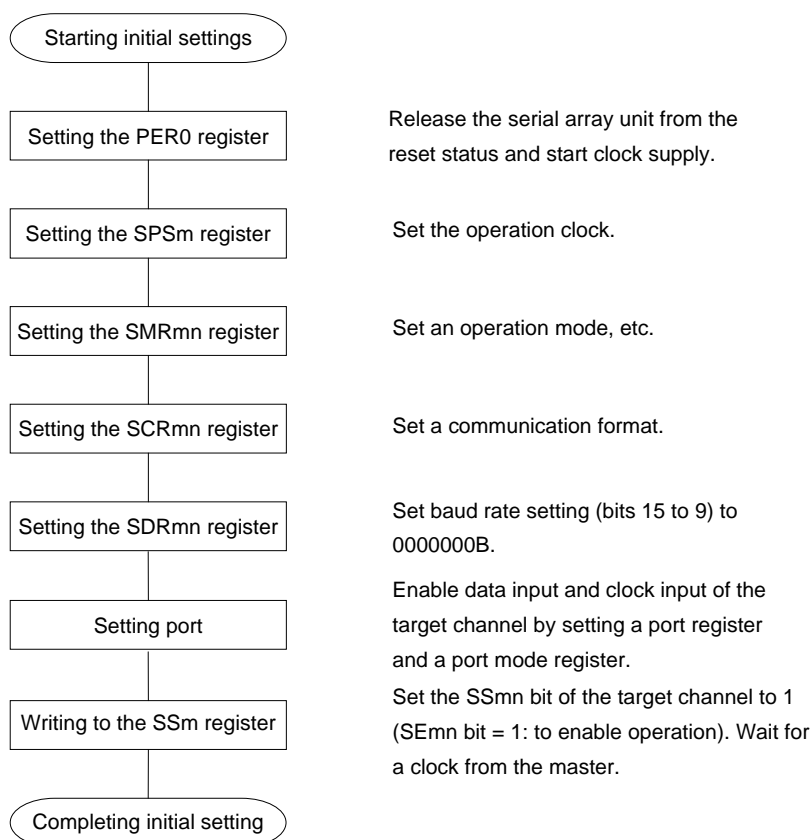 Starting initial settings
Setting the PER0 register
Release the serial array unit from the
reset status and start clock supply.
Setting the SPSm register
Set the operation clock.
Setting the SMRmn register
Set an operation mode, etc.
Setting the SCRmn register
Set a communication format.
Setting the SDRmn register
Set baud rate setting (bits 15 to 9) to
0000000B.
Setting port
Enable data input and clock input of the
target channel by setting a port register
and a port mode register.
Writing to the SSm register
Set the SSmn bit of the target channel to 1
(SEmn bit = 1: to enable operation). Wait for
a clock from the master.
Completing initial setting